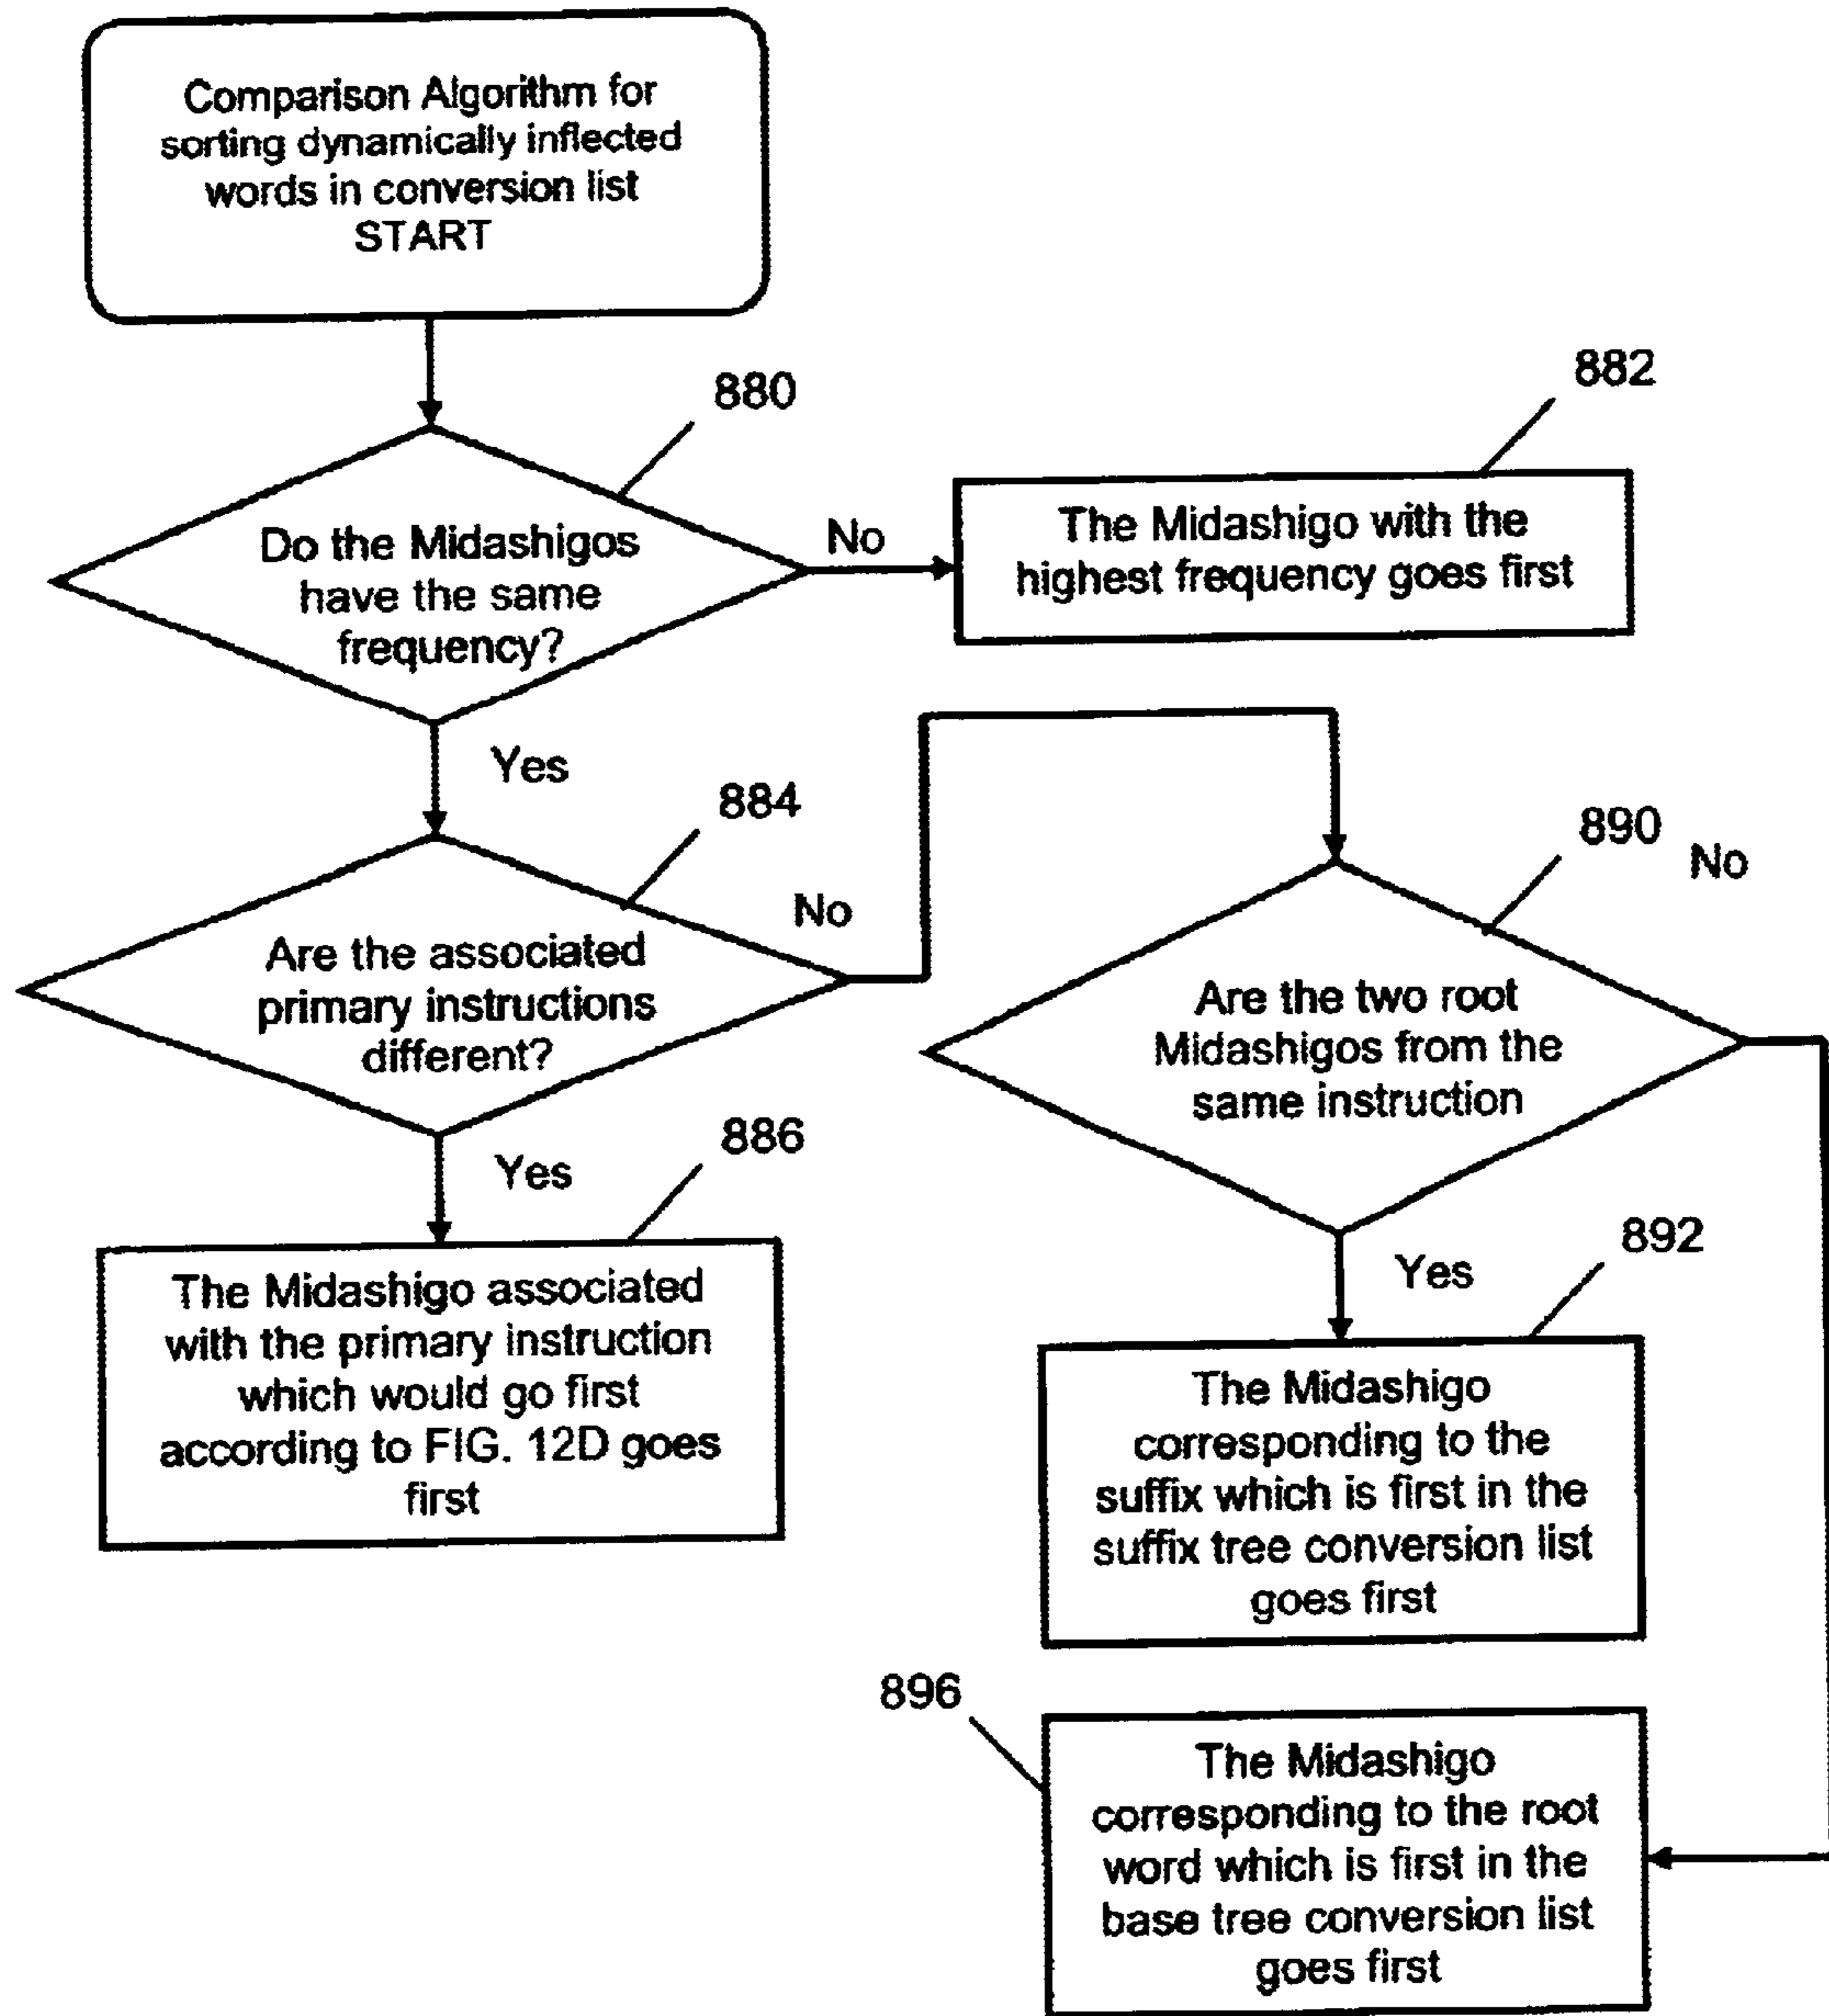 Comparison Algorithm for
sorting dynamically inflected
words in conversion list
START
880
882
Do the Midashigos
have the same
frequency?
No
The Midashigo with the
highest frequency goes first
Yes
884
890
No
No
Are the associated
primary instructions
different?
Are the two root
Midashigos from the
same instruction
Yes
886
Yes
892
The Midashigo associated
with the primary instruction
which would go first
according to FIG. 12D goes
first
The Midashigo
corresponding to the
suffix which is first in the
suffix tree conversion list
goes first
896
The Midashigo
corresponding to the root
word which is first in the
base tree conversion list
goes first